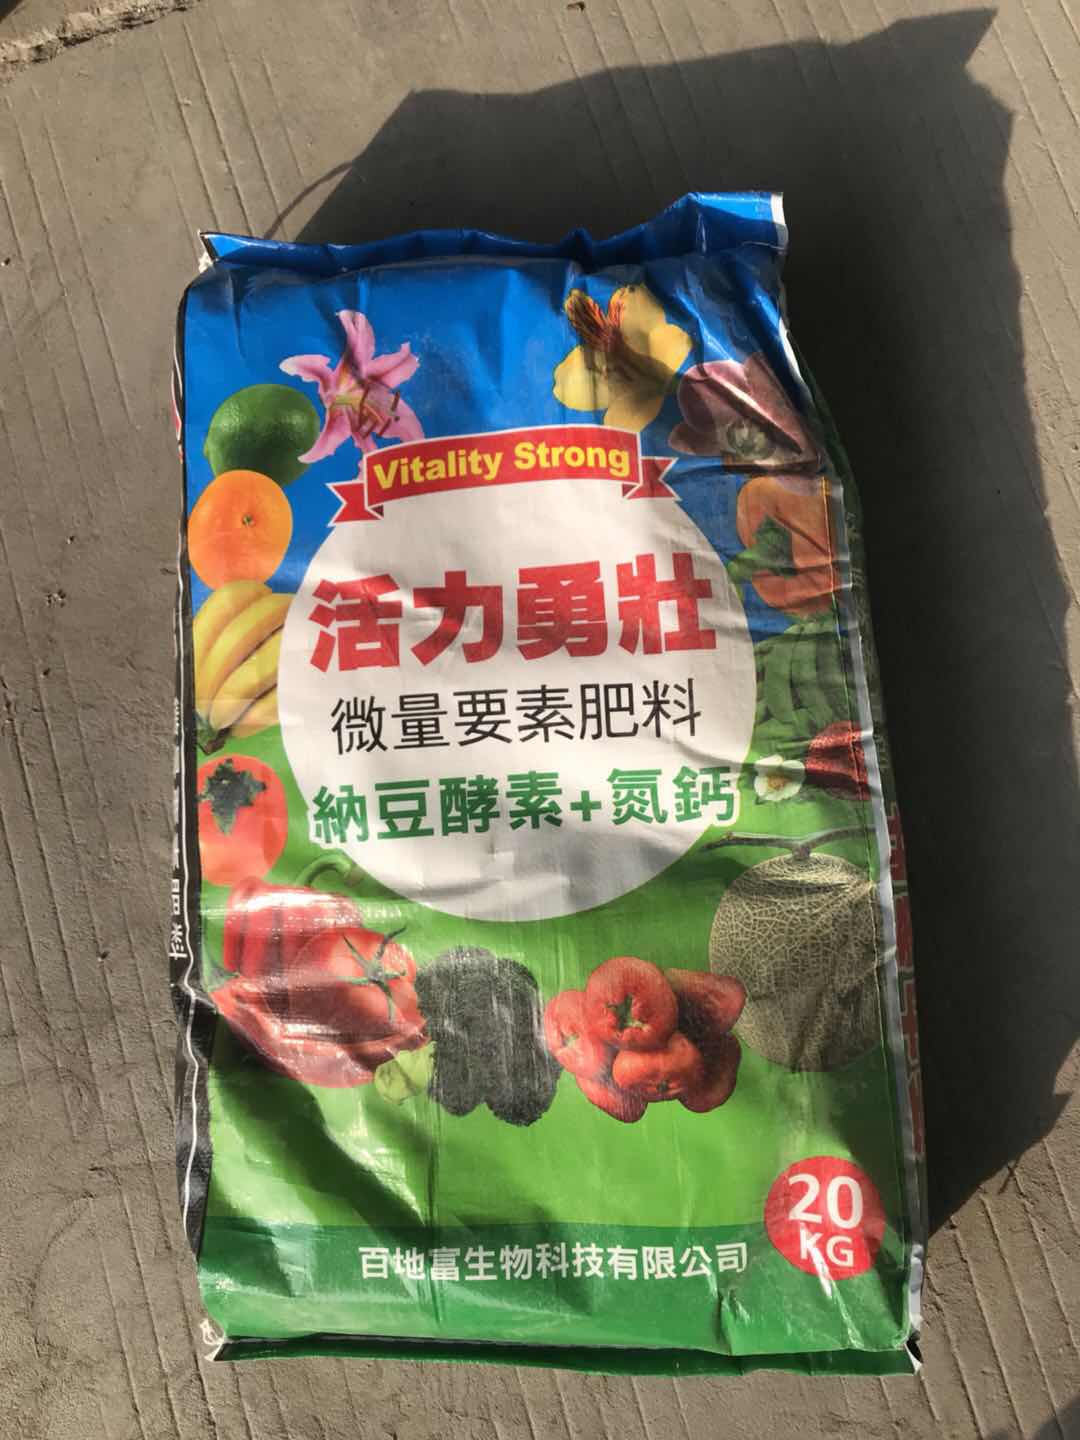 Vitality Strong
活力勇壯
微量要素肥料
納豆酵素+氮鈣
20
KG
百地富生物科技有限公司